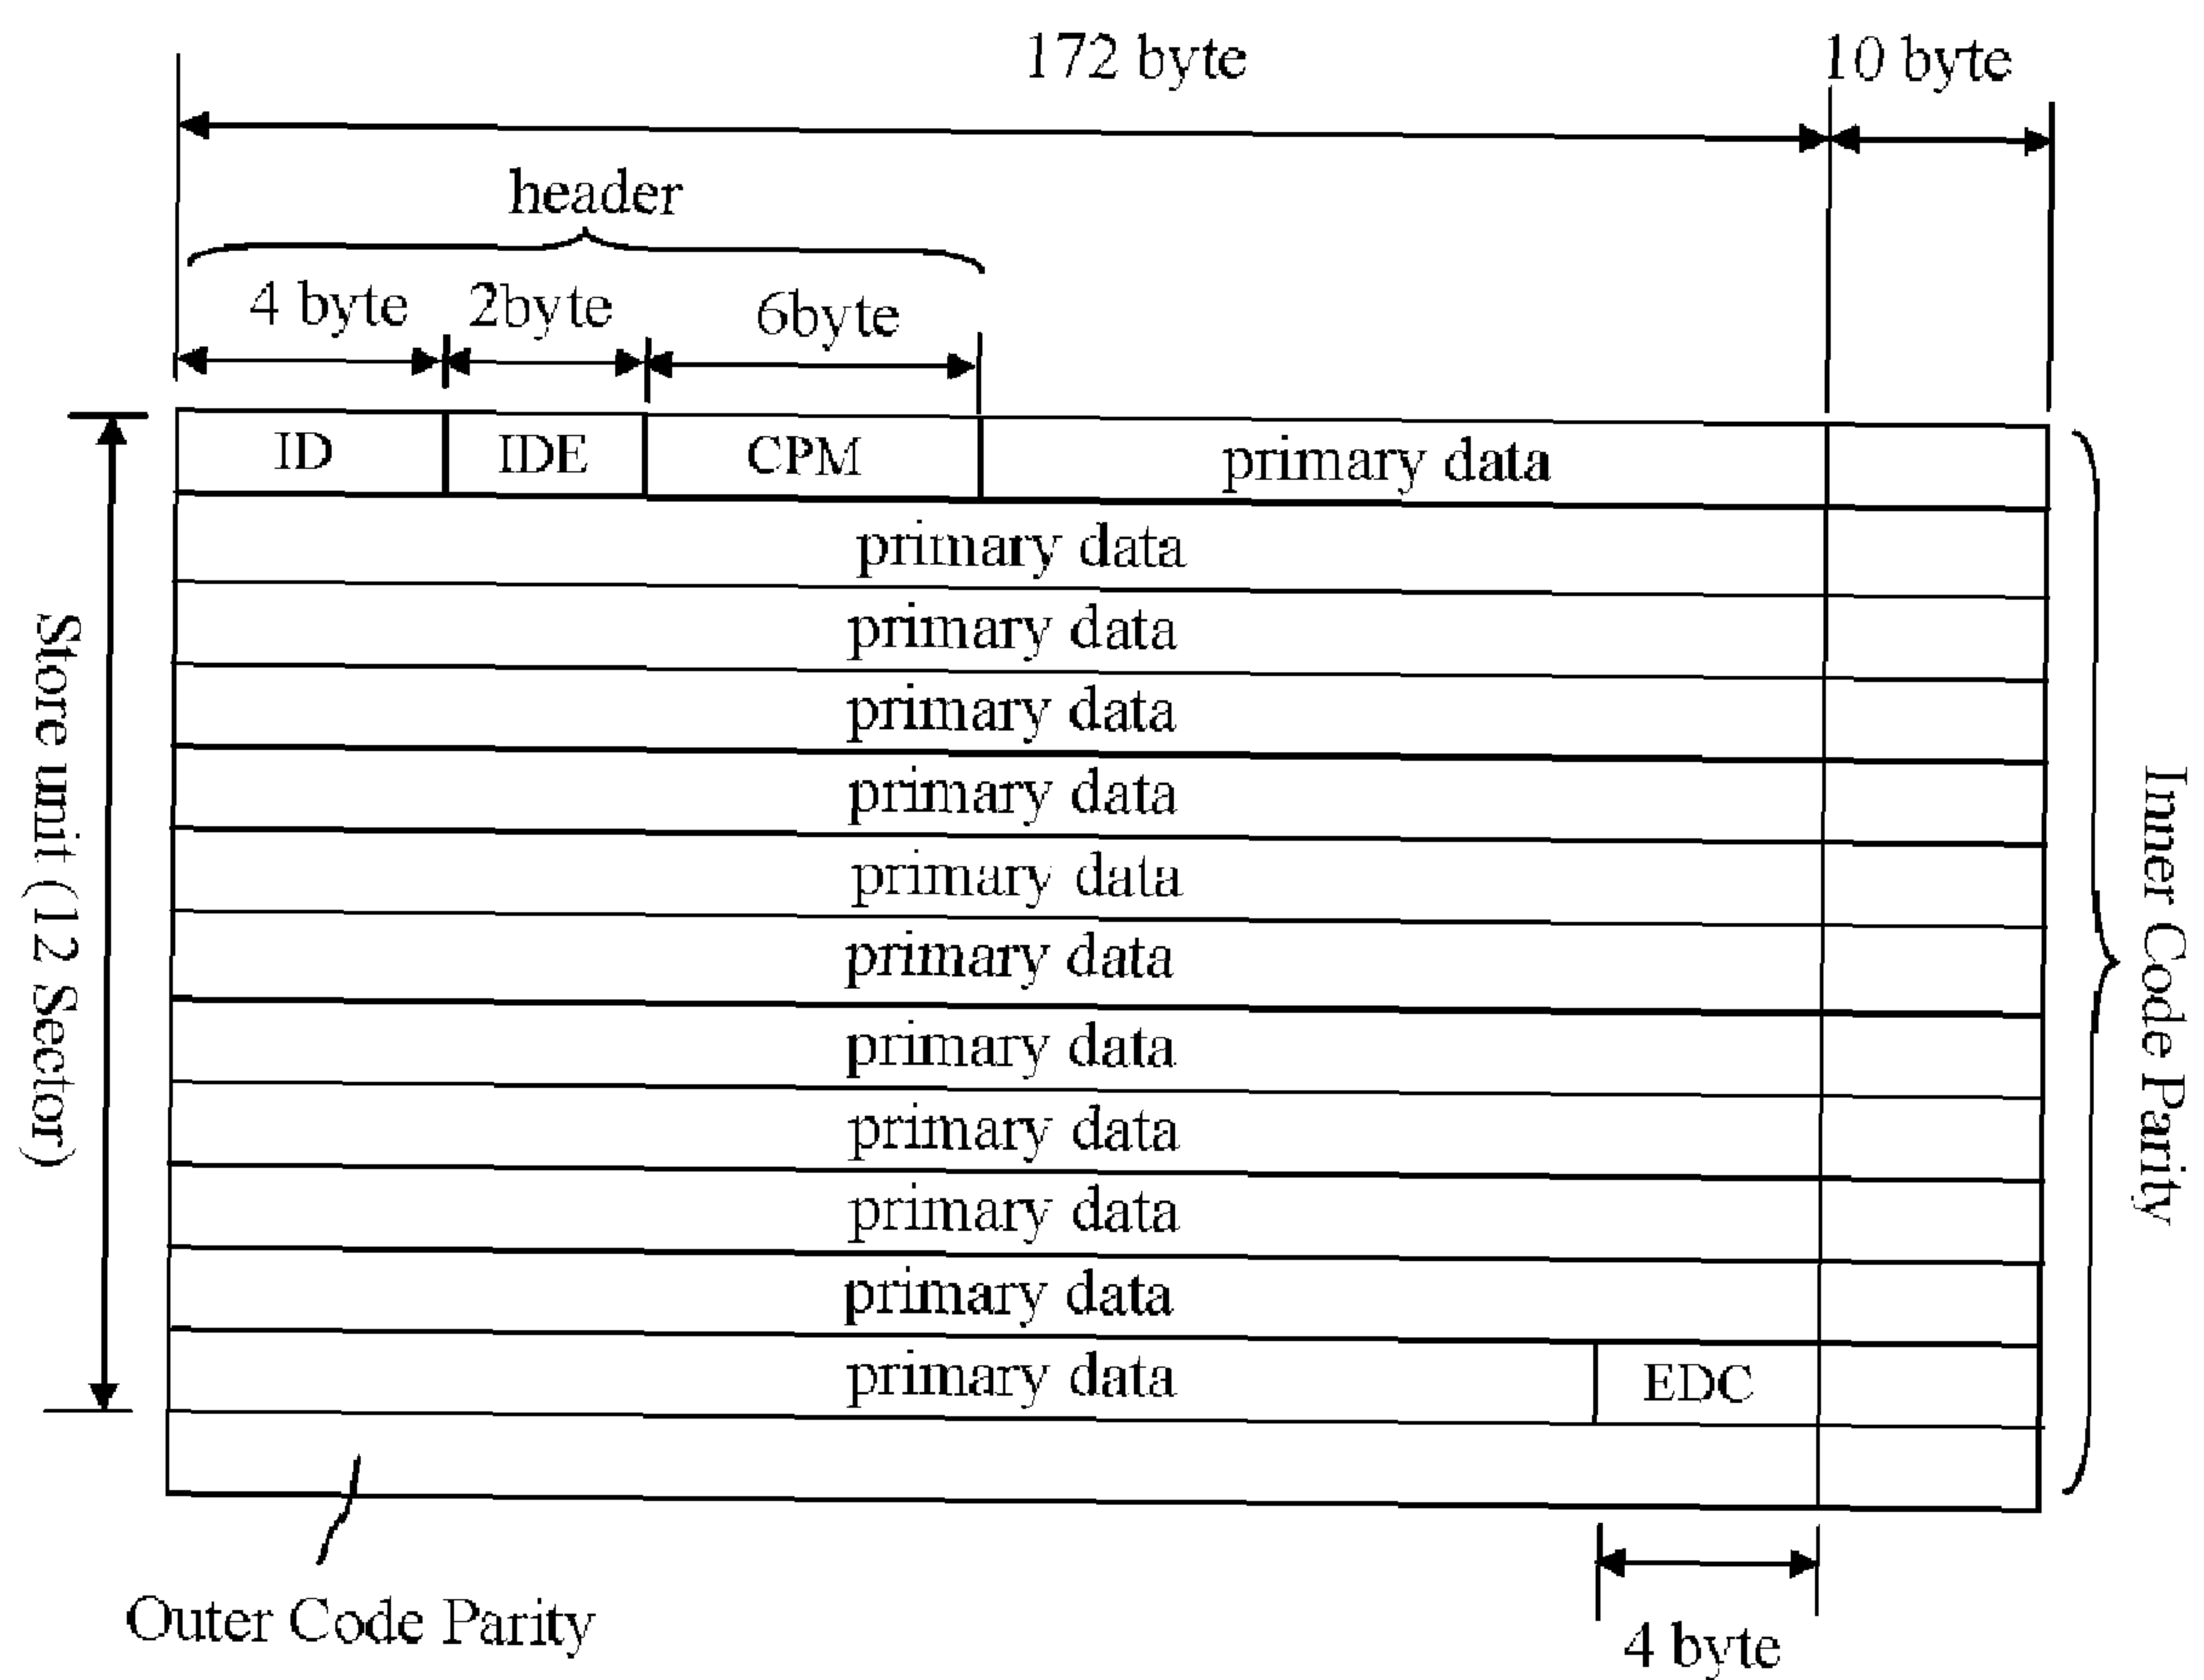 172 byte
10 byte
header
4 byte
2byte
6byte
ID
IDE
CPM
primary data
primary data
primary data
primary data
primary data
primary data
primary data
primary data
primary data
primary data
primary data
primary data
EDC
Store unit (12 Sector)
Inner Code Parity
Outer Code Parity
4 byte